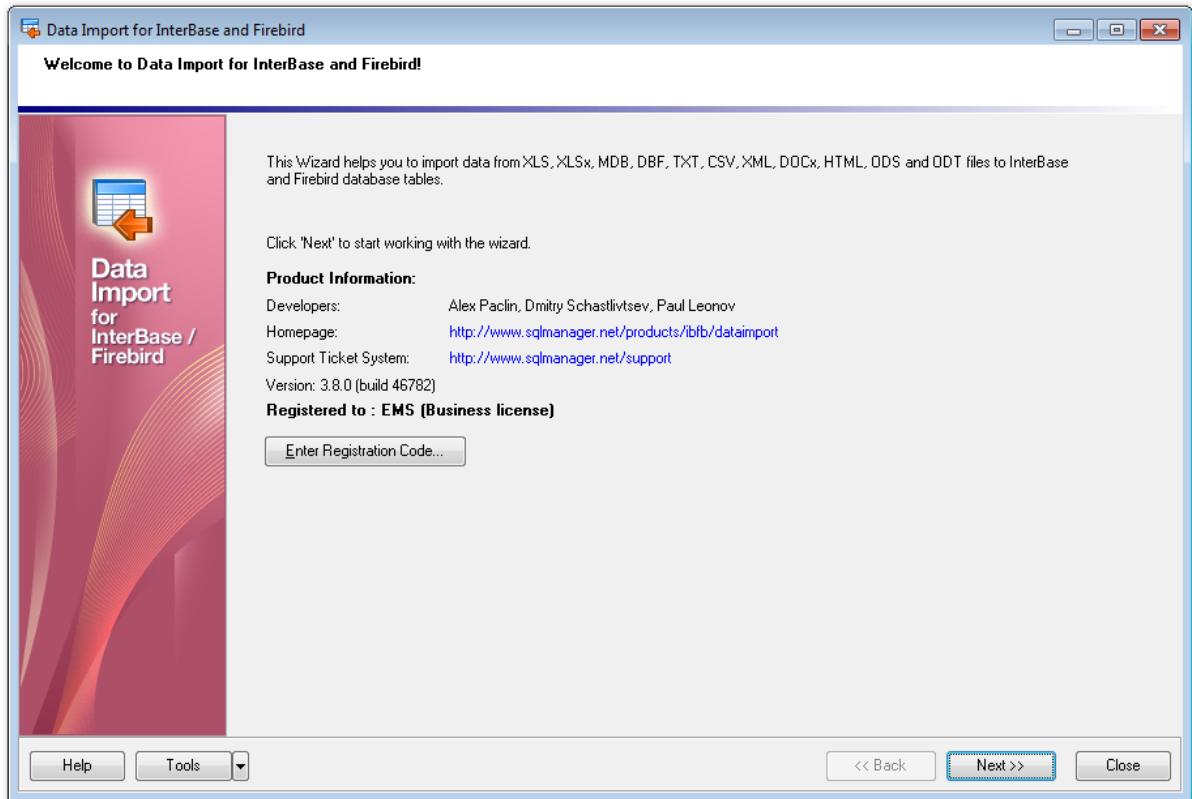 Data Import for InterBase and Firebird
Welcome to Data Import for InterBase and Firebird!
Data
Import
for
InterBase /
Firebird
This Wizard helps you to import data from XLS, XLSx, MDB, DBF, TXT, CSV, XML, DOCx, HTML, ODS and ODT files to InterBase
and Firebird database tables.
Click 'Next' to start working with the wizard.
Product Information:
Developers: Alex Paclin, Dmitry Schastlivtsev, Paul Leonov
Homepage: http://www.sqlmanager.net/products/ibfb/dataimport
Support Ticket System: http://www.sqlmanager.net/support
Version: 3.8.0 (build 46782)
Registered to : EMS (Business license)
Enter Registration Code...
Help Tools << Back Next >> Close